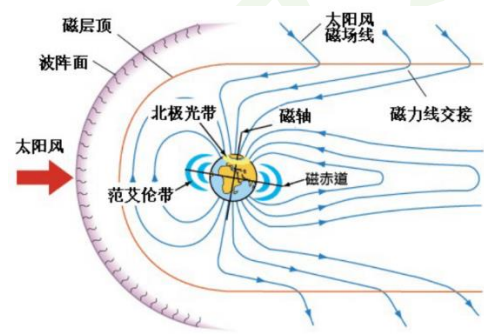 磁层顶
太阳风
磁场线
波阵面
北极光带
磁轴
磁力线交接
太阳风
范艾伦带
磁赤道